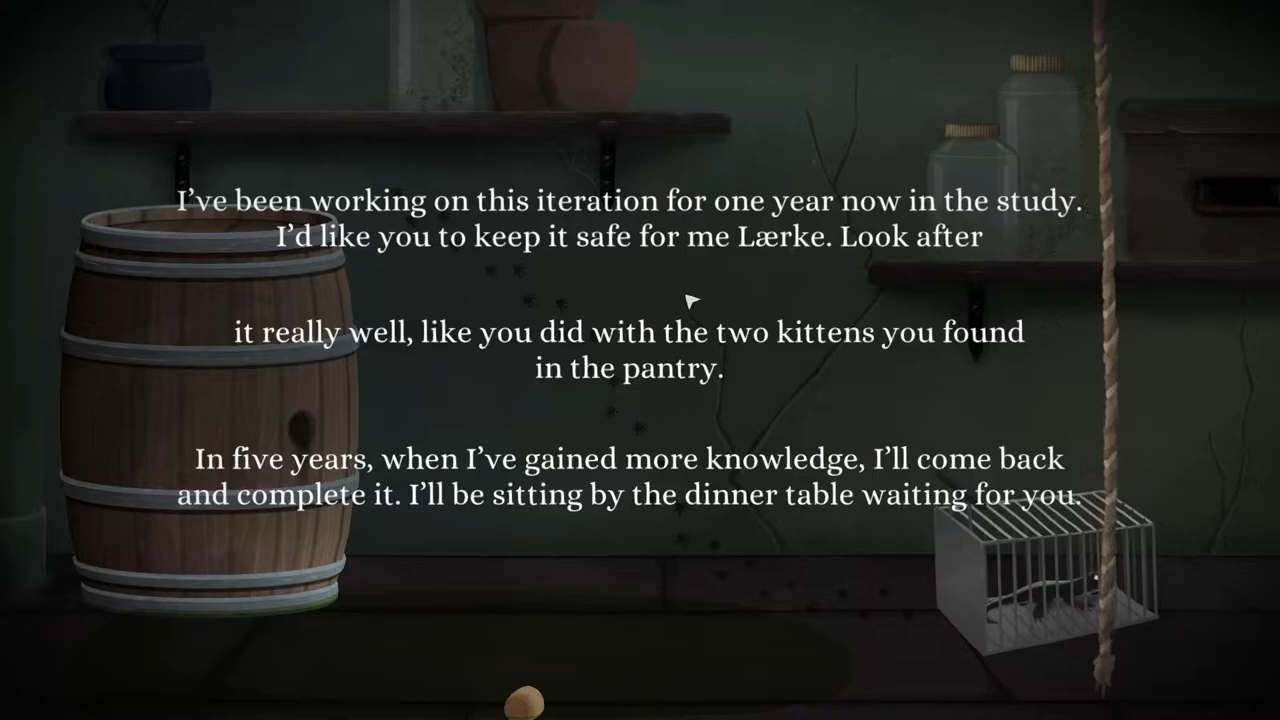 I’ve been working on this iteration for one year now in the study.
I’d like you to keep it safe for me Lærke. Look after
it really well, like you did with the two kittens you found
in the pantry.
In five years, when I’ve gained more knowledge, I’ll come back
and complete it. I’ll be sitting by the dinner table waiting for you.